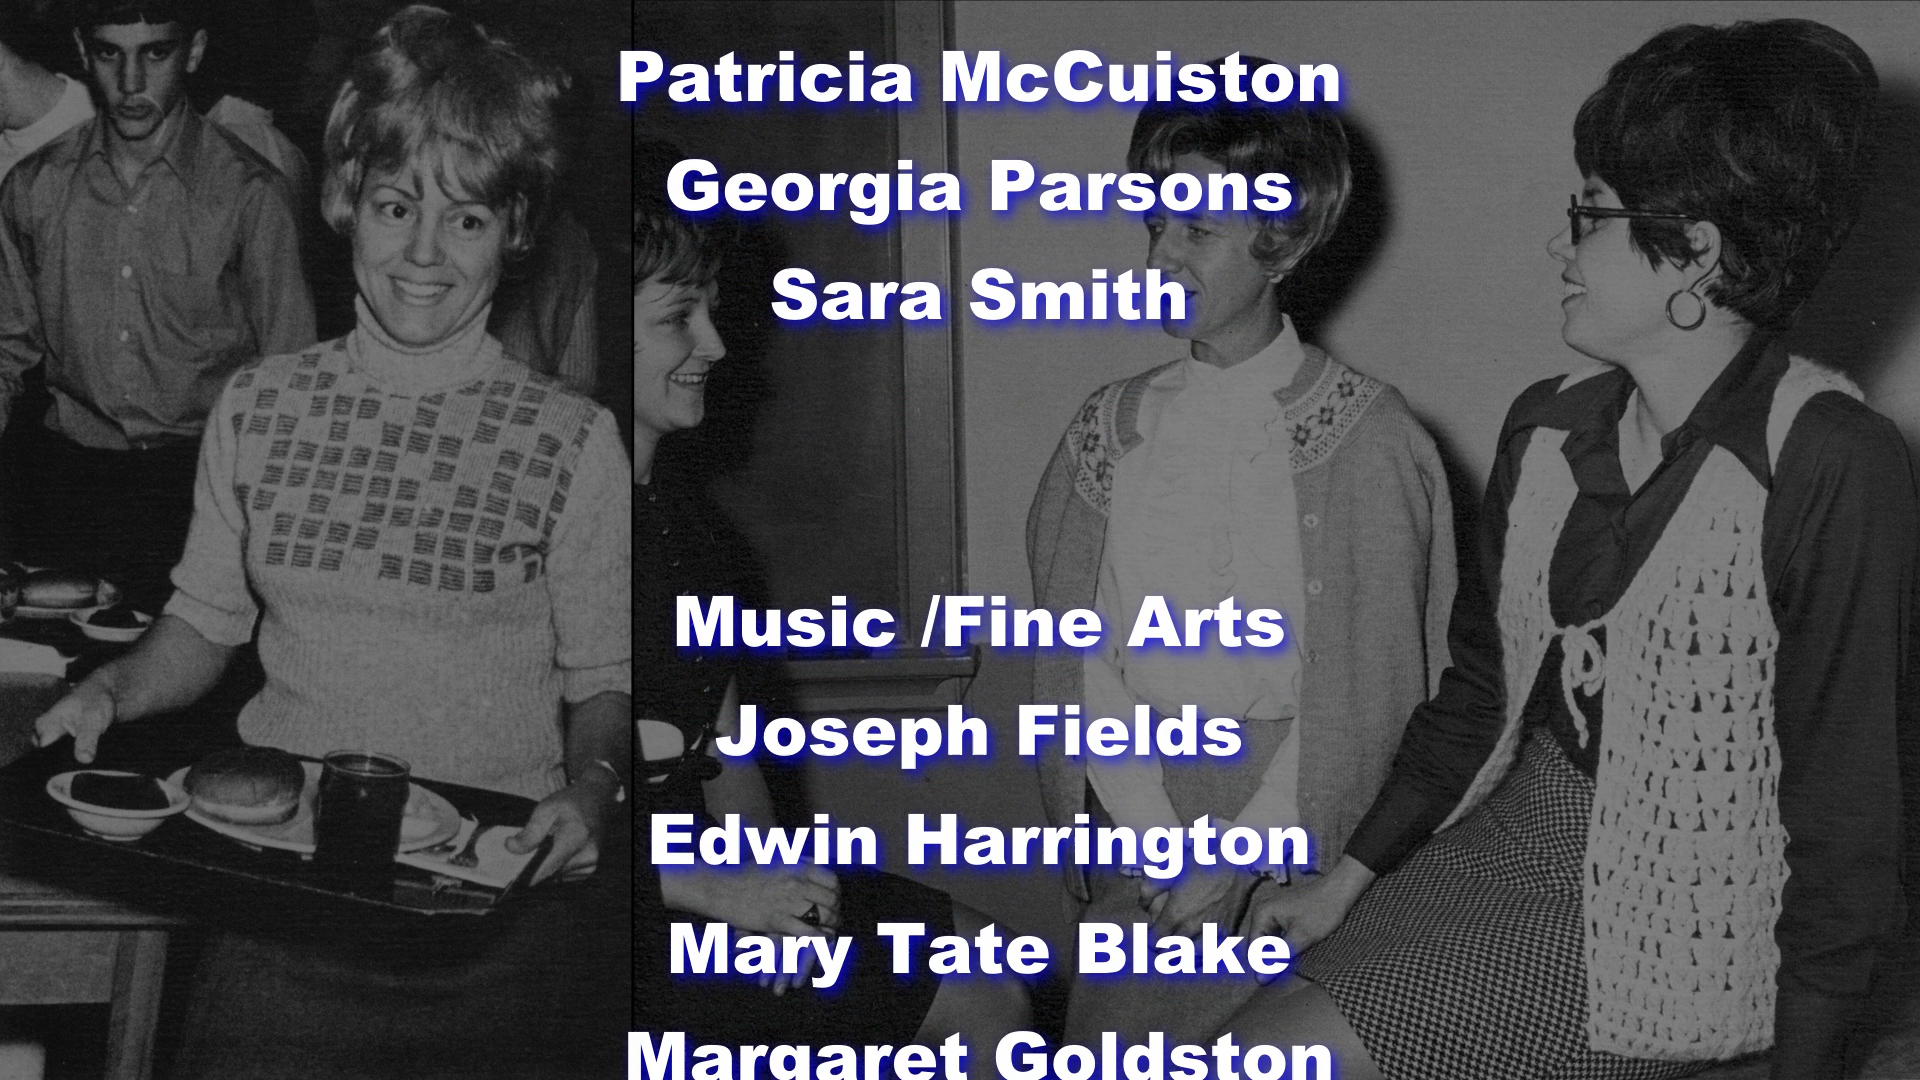 Patricia McCuiston
Georgia Parsons
Sara Smith
Music /Fine Arts
Joseph Fields
Edwin Harrington
Mary Tate Blake
Margaret Goldston